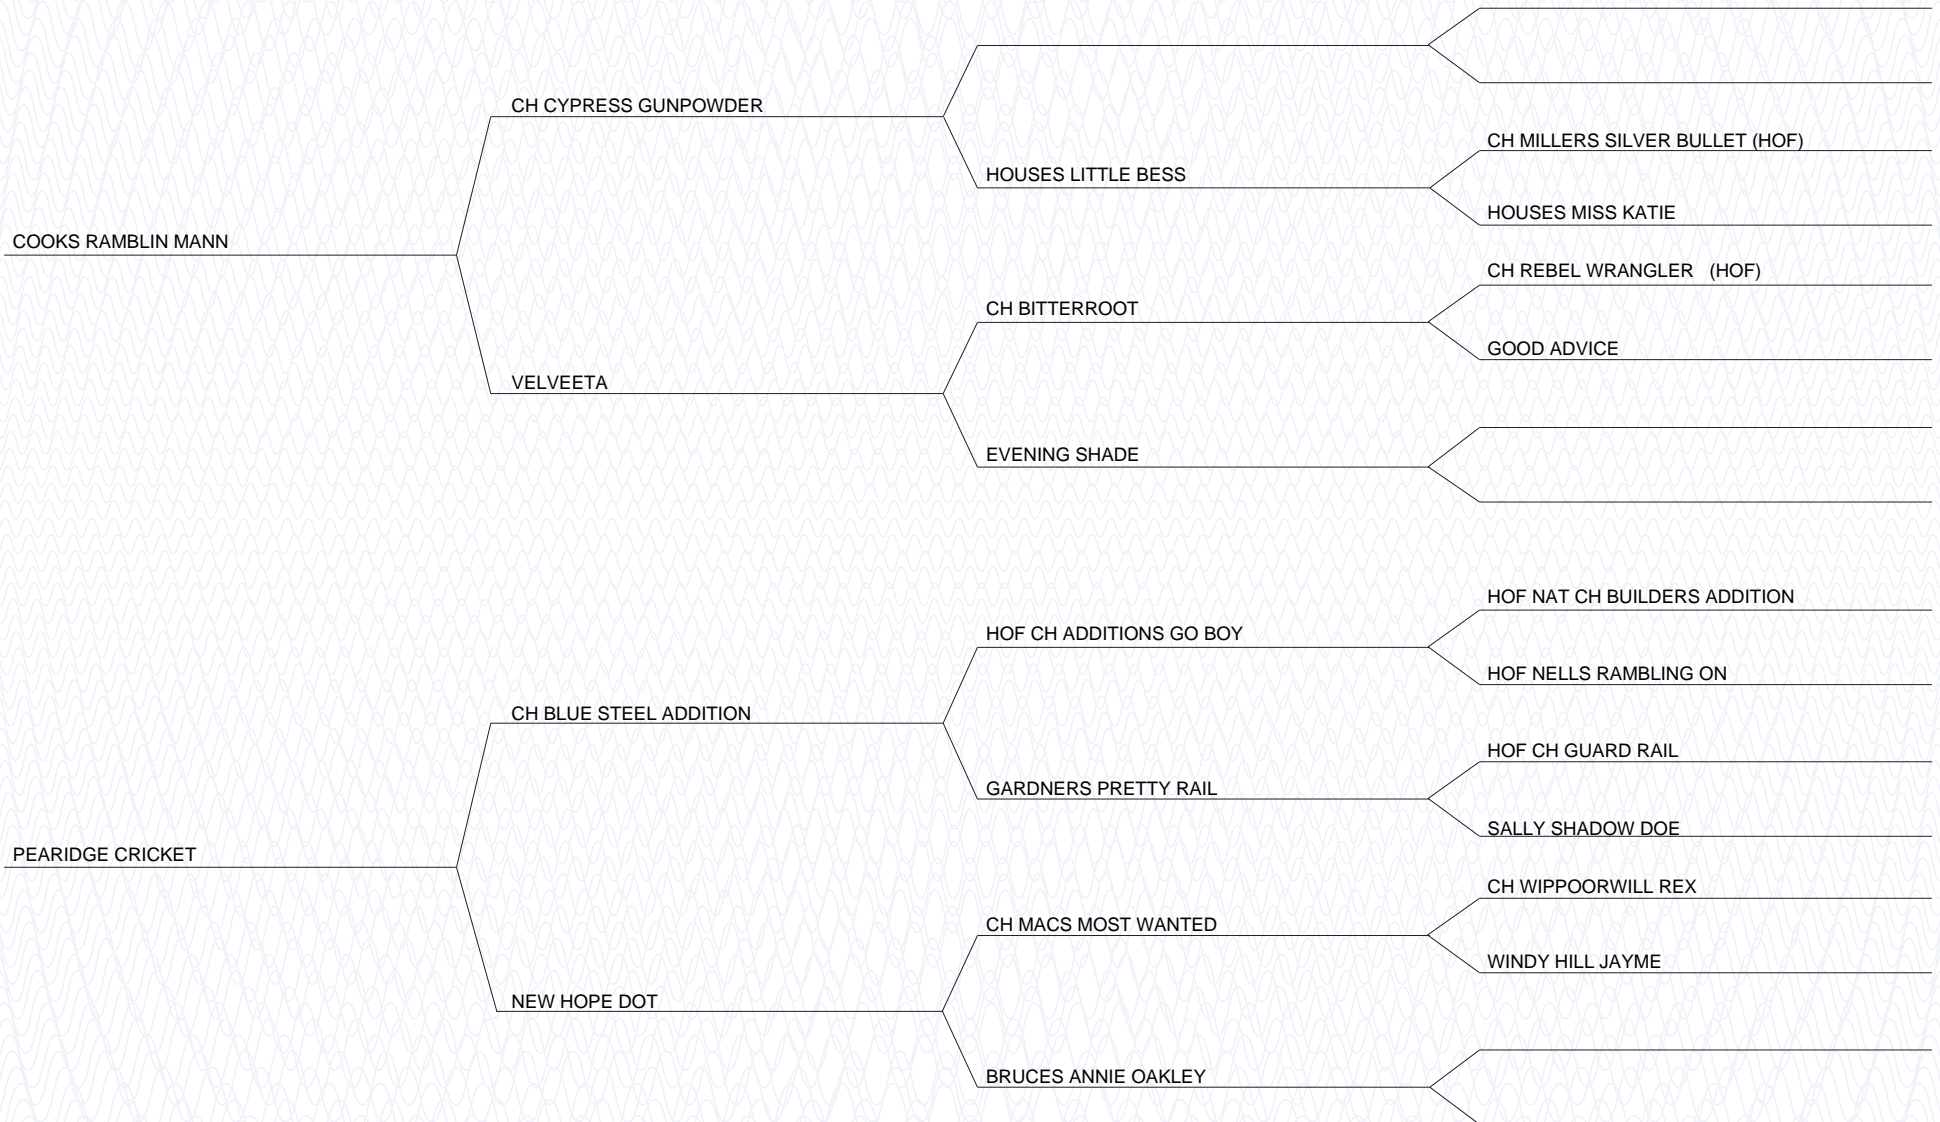 COOKS RAMBLIN MANN
CH CYPRESS GUNPOWDER
HOUSES LITTLE BESS
CH MILLERS SILVER BULLET (HOF)
HOUSES MISS KATIE
VELVEETA
CH BITTERROOT
CH REBEL WRANGLER (HOF)
GOOD ADVICE
EVENING SHADE
PEARIDGE CRICKET
CH BLUE STEEL ADDITION
HOF CH ADDITIONS GO BOY
HOF NAT CH BUILDERS ADDITION
HOF NELLS RAMBLING ON
GARDNERS PRETTY RAIL
HOF CH GUARD RAIL
SALLY SHADOW DOE
NEW HOPE DOT
CH MACS MOST WANTED
CH WIPPOORWILL REX
WINDY HILL JAYME
BRUCES ANNIE OAKLEY